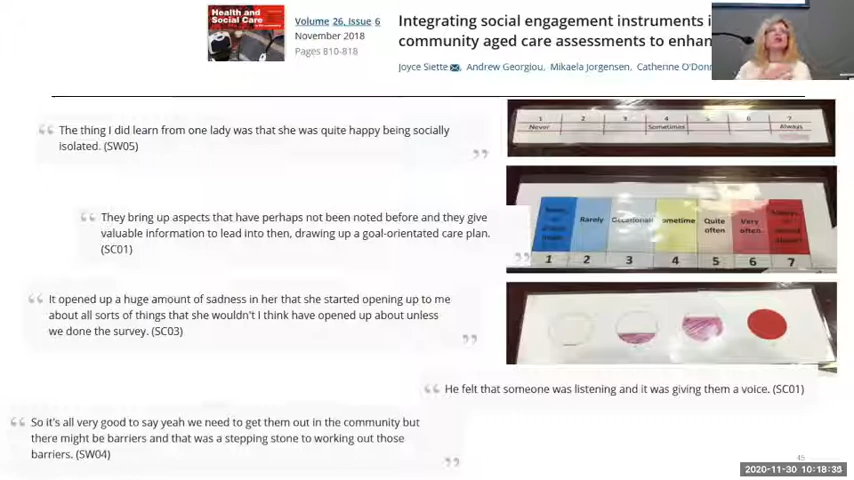 Health and
Social Care
Volume 26, Issue 6
November 2018
Pages 810-818
Integrating social engagement instruments i
community aged care assessments to enhan
Joyce Siette, Andrew Georgiou, Mikaela Jorgensen, Catherine O'Donn
The thing I did learn from one lady was that she was quite happy being socially
isolated. (SW05)
1 2 3 4 5 6 7
Never Sometimes Always
They bring up aspects that have perhaps not been noted before and they give
valuable information to lead into then, drawing up a goal-orientated care plan.
(SC01)
Rarely Occational Sometime Quite often Very often
1 2 3 4 5 6 7
It opened up a huge amount of sadness in her that she started opening up to me
about all sorts of things that she wouldn't I think have opened up about unless
we done the survey. (SC03)
He felt that someone was listening and it was giving them a voice. (SC01)
So it's all very good to say yeah we need to get them out in the community but
there might be barriers and that was a stepping stone to working out those
barriers. (SW04)
45
2020-11-30 10:18:35